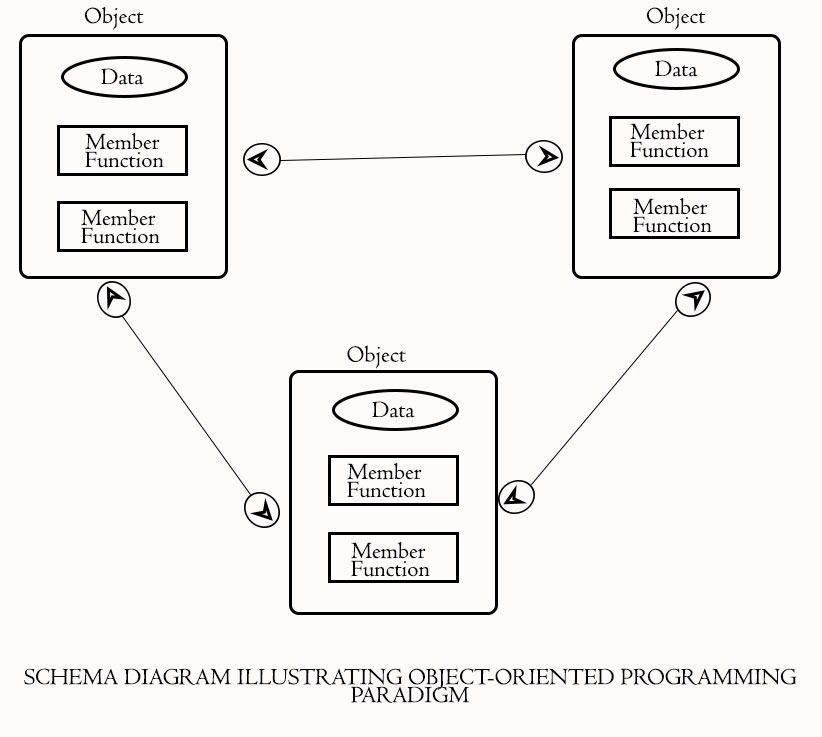 Object
Data
Member
Function
Member
Function
Object
Data
Member
Function
Member
Function
Object
Data
Member
Function
Member
Function
SCHEMA DIAGRAM ILLUSTRATING OBJECT-ORIENTED PROGRAMMING
PARADIGM